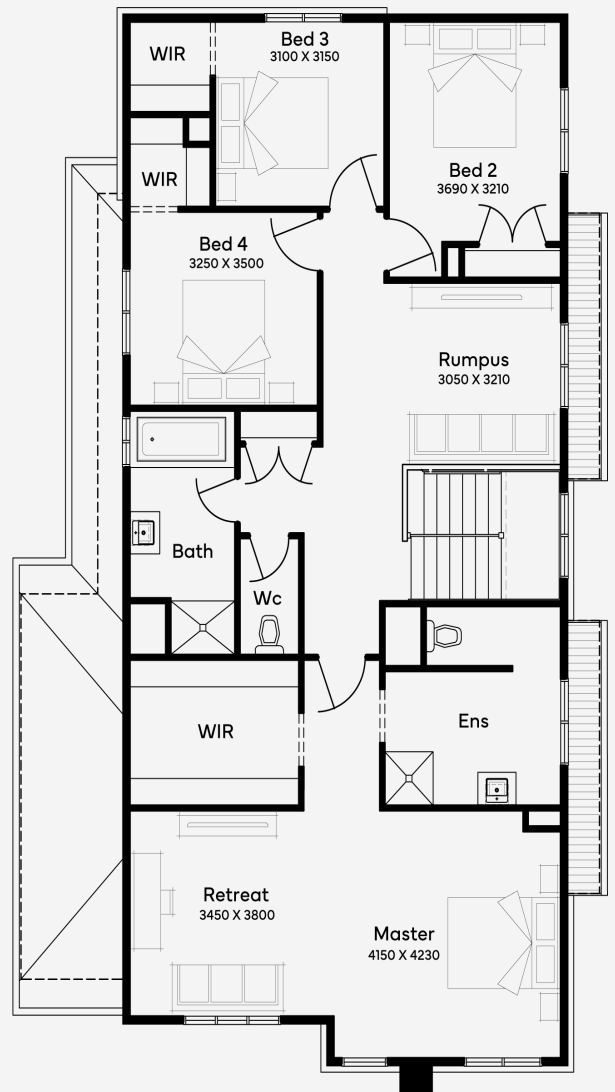 WIR
Bed 3
3100 X 3150
WIR
Bed 2
3690 X 3210
Bed 4
3250 X 3500
Rumpus
3050 X 3210
Bath
Wc
WIR
Ens
Retreat
3450 X 3800
Master
4150 X 4230